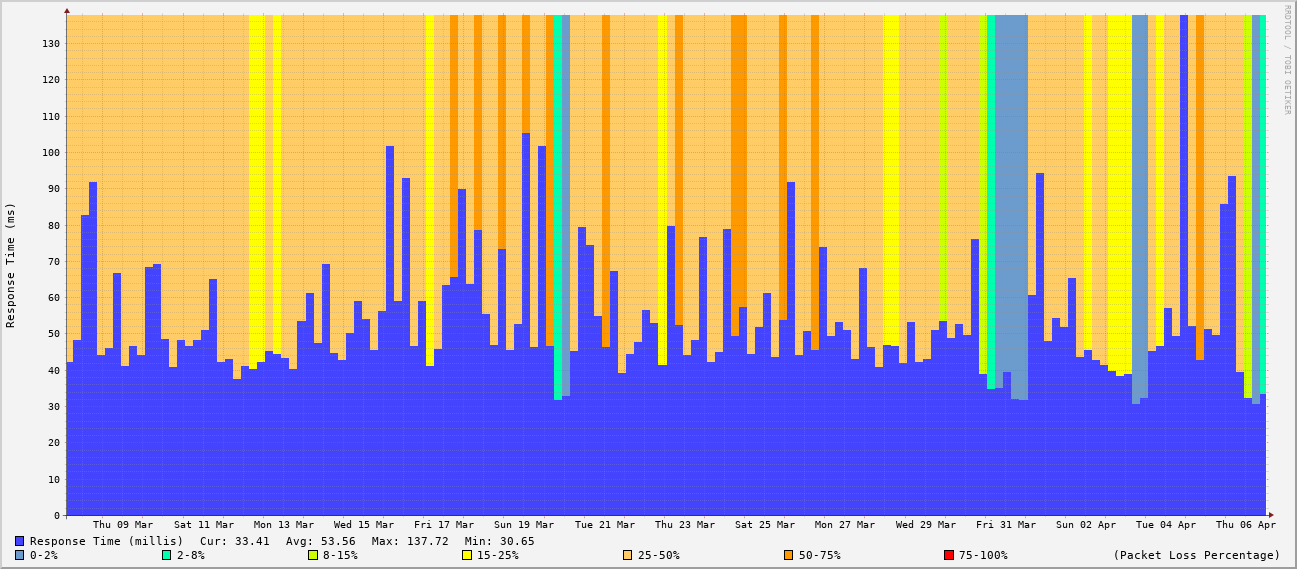 RRDTOOL / TOBI OETIKER
Response Time (ms)
130
120
110
100
90
80
70
60
50
40
30
20
10
0
Thu 09 Mar Sat 11 Mar Mon 13 Mar Wed 15 Mar Fri 17 Mar Sun 19 Mar Tue 21 Mar Thu 23 Mar Sat 25 Mar Mon 27 Mar Wed 29 Mar Fri 31 Mar Sun 02 Apr Tue 04 Apr Thu 06 Apr
Response Time (millis) Cur: 33.41 Avg: 53.56 Max: 137.72 Min: 30.65
0-2% 2-8% 8-15% 15-25% 25-50% 50-75% 75-100% (Packet Loss Percentage)